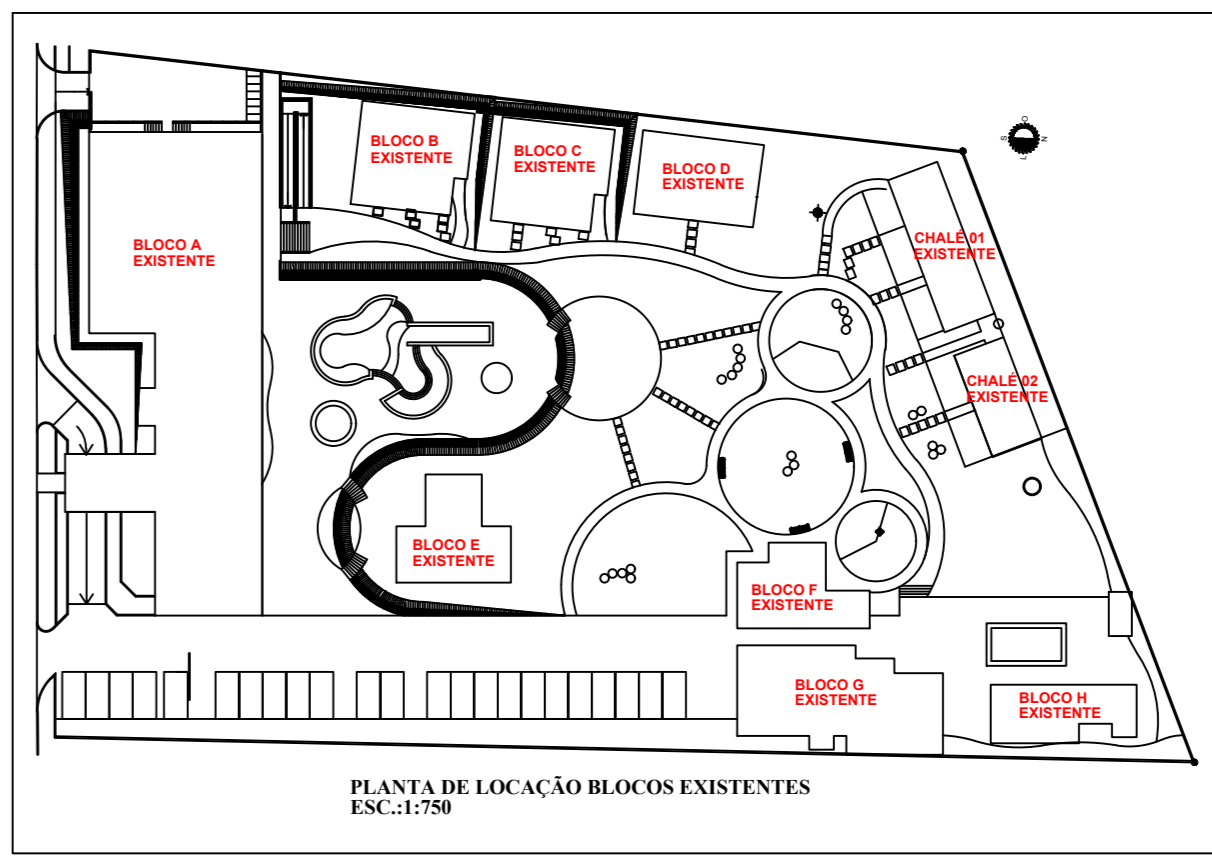 BLOCO A
EXISTENTE
BLOCO B
EXISTENTE
BLOCO C
EXISTENTE
BLOCO D
EXISTENTE
S
O
L
N
CHALÉ 01
EXISTENTE
CHALÉ 02
EXISTENTE
BLOCO E
EXISTENTE
BLOCO F
EXISTENTE
BLOCO G
EXISTENTE
BLOCO H
EXISTENTE
PLANTA DE LOCAÇÃO BLOCOS EXISTENTES
ESC.:1:750